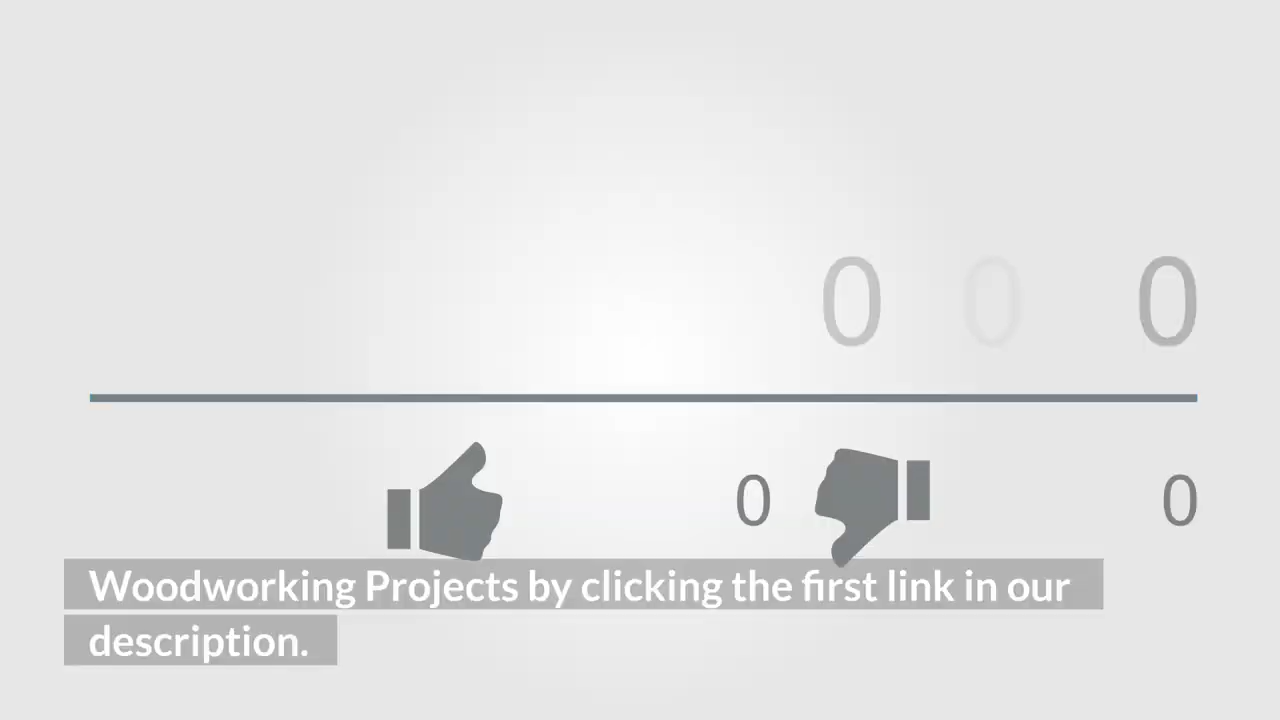 0 0 0
0 0
Woodworking Projects by clicking the first link in our
description.